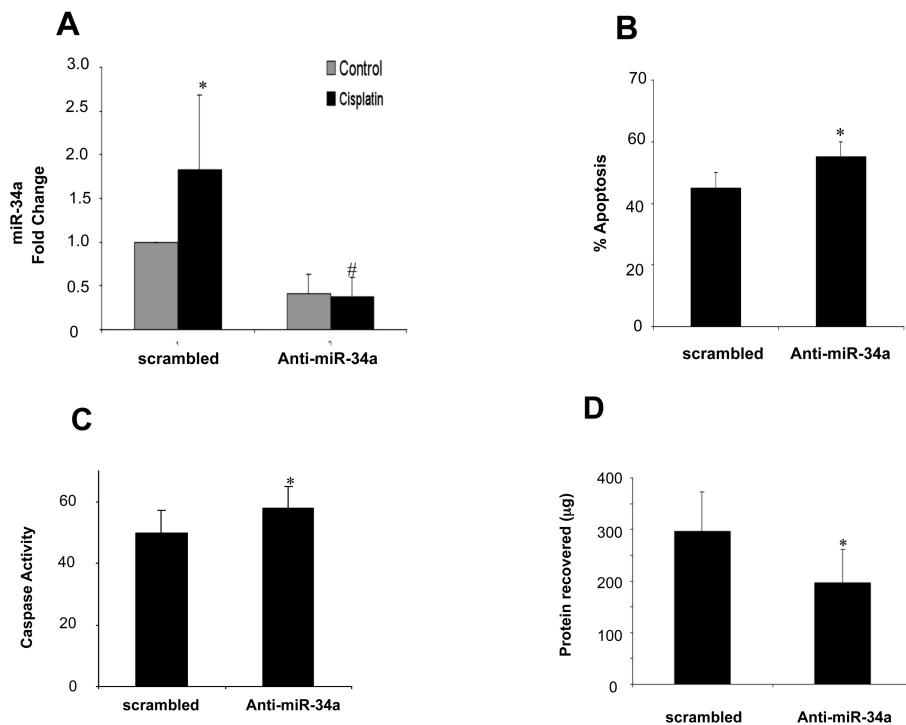 A
miR-34a
Fold Change
3.0
2.5
2.0
1.5
1.0
0.5
0
*
#
Control
Cisplatin
scrambled
Anti-miR-34a
B
% Apoptosis
70
60
40
20
0
*
scrambled
Anti-miR-34a
C
Caspase Activity
60
40
20
0
*
scrambled
Anti-miR-34a
D
Protein recovered (µg)
400
300
200
100
0
*
scrambled
Anti-miR-34a